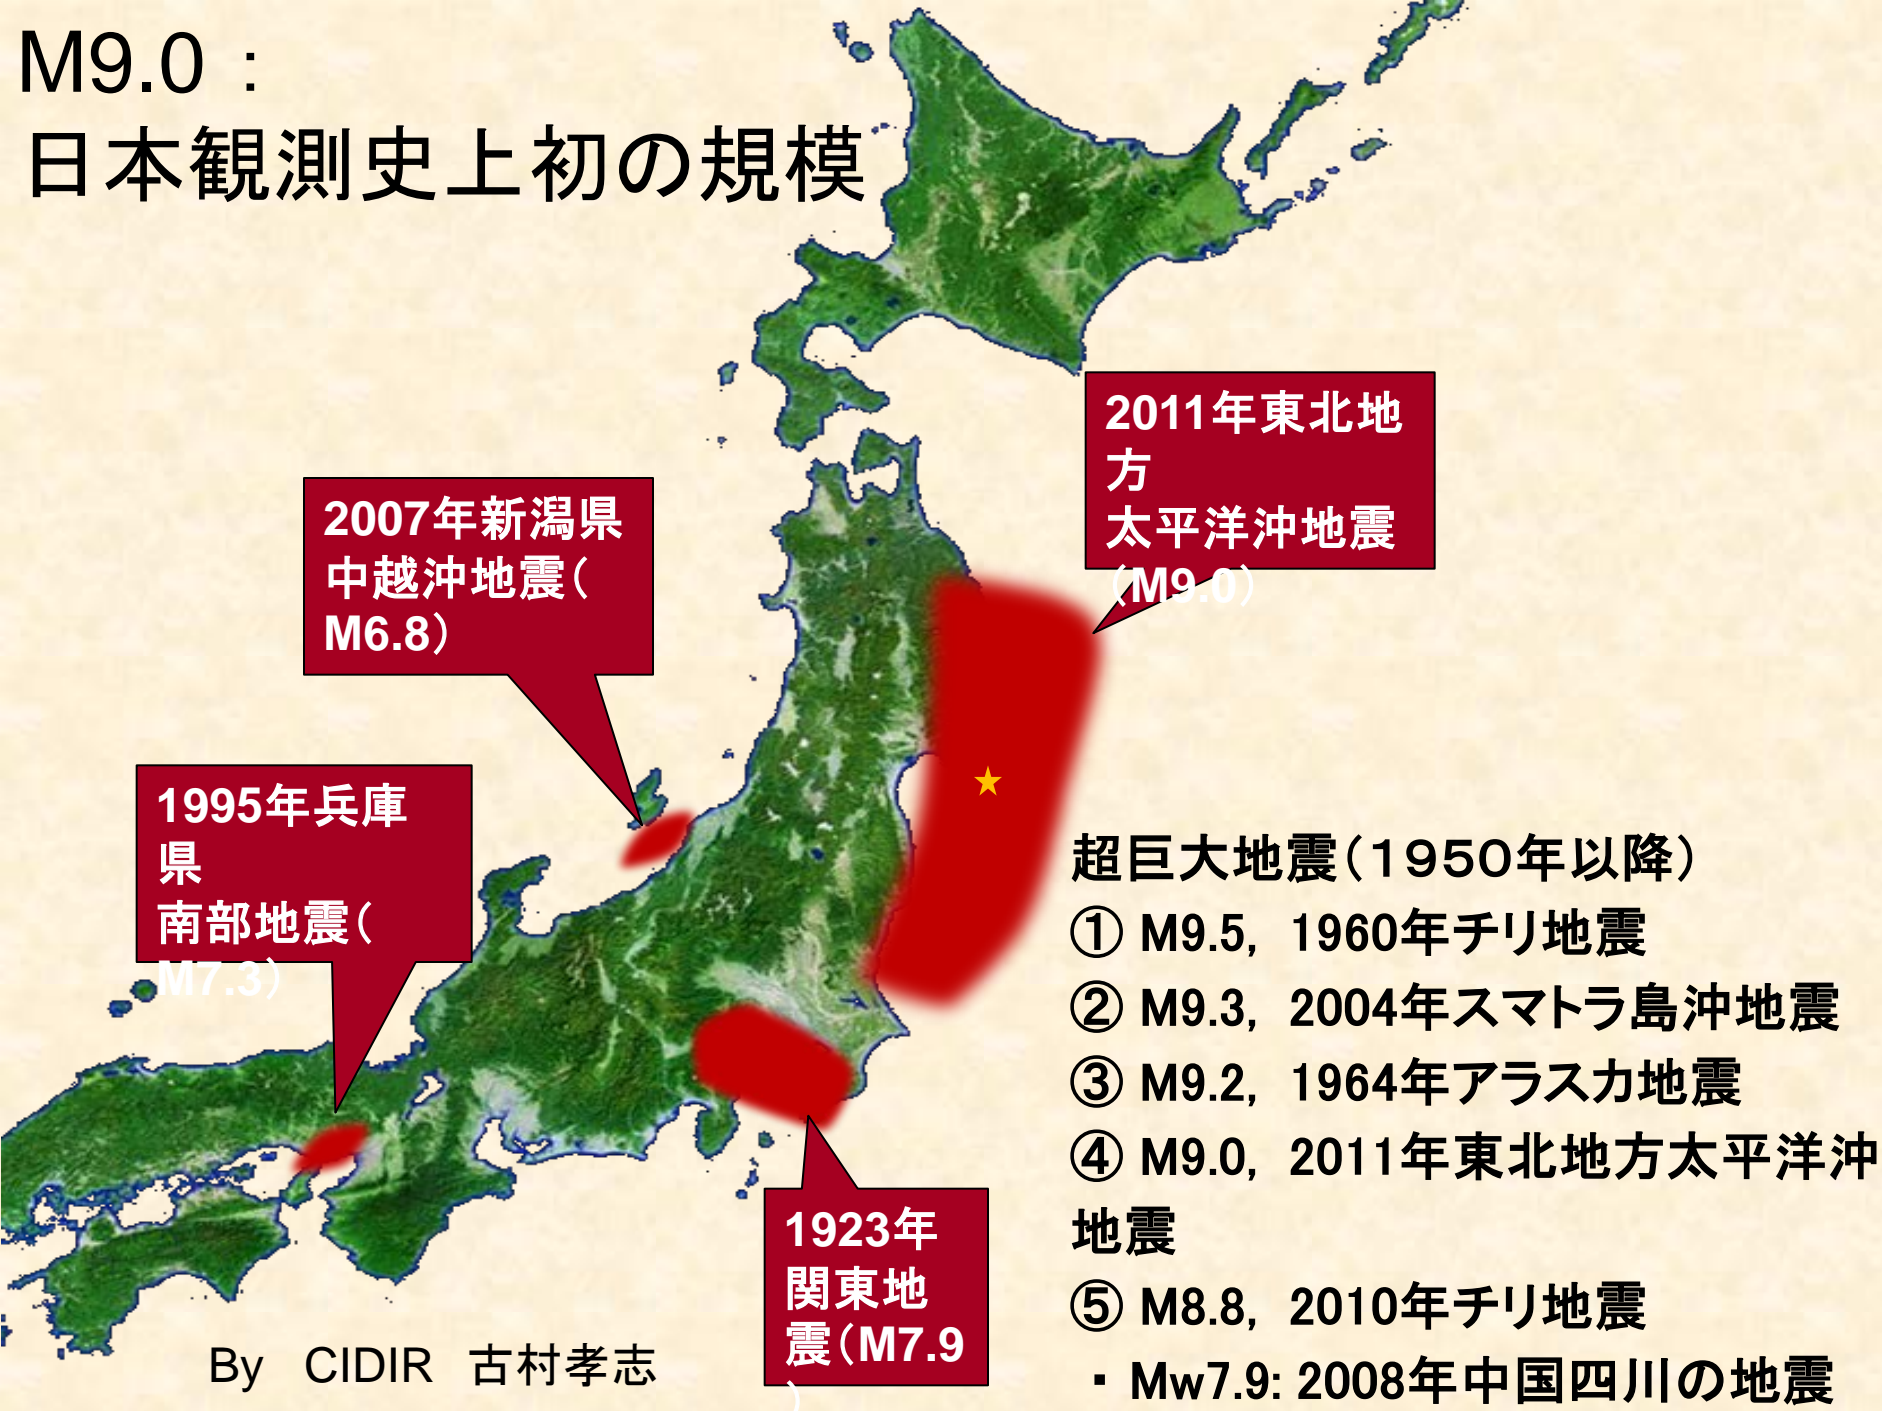 M9.0：
日本観測史上初の規模
2011年東北地
方
太平洋沖地震
（M9.0）
2007年新潟県
中越沖地震（
M6.8）
1995年兵庫
県
南部地震（
M7.3）
1923年
関東地
震（M7.9
）
超巨大地震（１９５０年以降）
① M9.5, 1960年チリ地震
② M9.3, 2004年スマトラ島沖地震
③ M9.2, 1964年アラスカ地震
④ M9.0, 2011年東北地方太平洋沖
地震
⑤ M8.8, 2010年チリ地震
・Mw7.9: 2008年中国四川の地震
By CIDIR 古村孝志